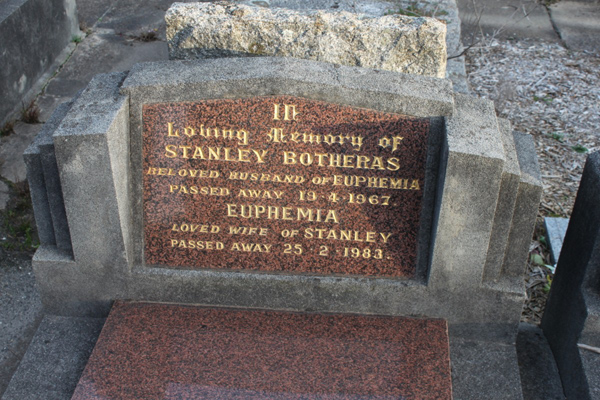 In
Loving Memory of
STANLEY BOTHERAS
BELOVED HUSBAND OF EUPHEMIA
PASSED AWAY 19·4·1967.
EUPHEMIA
LOVED WIFE OF STANLEY
PASSED AWAY 25 2 1983.